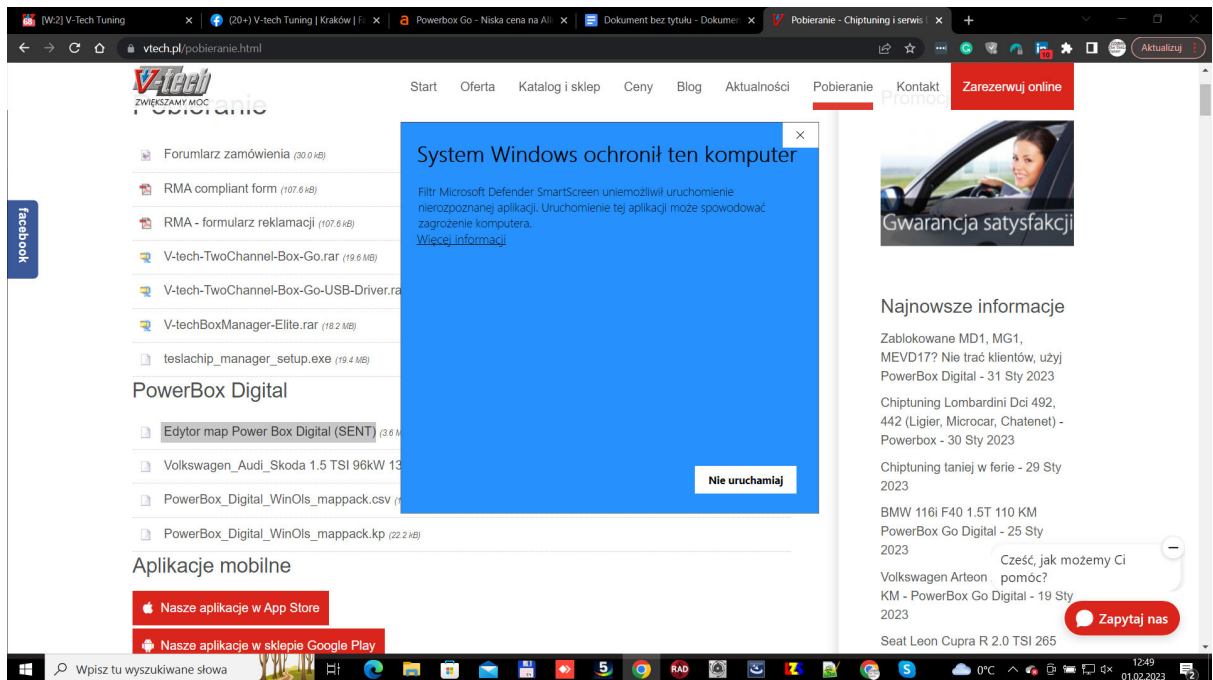 [W:2] V-Tech Tuning
(20+) V-tech Tuning | Kraków | F
Powerbox Go - Niska cena na All
Dokument bez tytułu - Dokumen
Pobieranie - Chiptuning i serwis
vtech.pl/pobieranie.html
Aktualizuj
V-tech
ZWIĘKSZAMY MOC
Start
Oferta
Katalog i sklep
Ceny
Blog
Aktualności
Pobieranie
Kontakt
Zarezerwuj online
Pobieranie
Promocj
facebook
Forumlarz zamówienia (30.0 kB)
RMA compliant form (107.6 kB)
RMA - formularz reklamacji (107.6 kB)
V-tech-TwoChannel-Box-Go.rar (19.6 MB)
V-tech-TwoChannel-Box-Go-USB-Driver.ra
V-techBoxManager-Elite.rar (18.2 MB)
teslachip_manager_setup.exe (19.4 MB)
PowerBox Digital
Edytor map Power Box Digital (SENT) (3.6 M
Volkswagen_Audi_Skoda 1.5 TSI 96kW 13
PowerBox_Digital_WinOls_mappack.csv (1
PowerBox_Digital_WinOls_mappack.kp (22.2 kB)
Aplikacje mobilne
Nasze aplikacje w App Store
Nasze aplikacje w sklepie Google Play
System Windows ochronił ten komputer
Filtr Microsoft Defender SmartScreen uniemożliwił uruchomienie
nierozpoznanej aplikacji. Uruchomienie tej aplikacji może spowodować
zagrożenie komputera.
Więcej informacji
Nie uruchamiaj
Gwarancja satysfakcji
Najnowsze informacje
Zablokowane MD1, MG1,
MEVD17? Nie trać klientów, użyj
PowerBox Digital - 31 Sty 2023
Chiptuning Lombardini Dci 492,
442 (Ligier, Microcar, Chatenet) -
Powerbox - 30 Sty 2023
Chiptuning taniej w ferie - 29 Sty
2023
BMW 116i F40 1.5T 110 KM
PowerBox Go Digital - 25 Sty
2023
Volkswagen Arteon
KM - PowerBox Go Digital - 19 Sty
2023
Seat Leon Cupra R 2.0 TSI 265
Cześć, jak możemy Ci
pomóc?
Zapytaj nas
Wpisz tu wyszukiwane słowa
5
RAD
0°C
12:49
01.02.2023
2